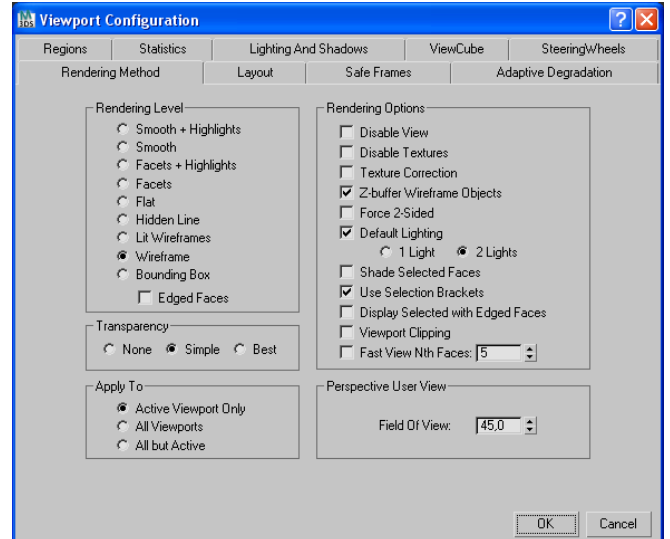 Viewport Configuration
Regions Statistics Lighting And Shadows ViewCube SteeringWheels
Rendering Method Layout Safe Frames Adaptive Degradation
Rendering Level
Smooth + Highlights
Smooth
Facets + Highlights
Facets
Flat
Hidden Line
Lit Wireframes
Wireframe
Bounding Box
Edged Faces
Transparency
None Simple Best
Apply To
Active Viewport Only
All Viewports
All but Active
Rendering Options
Disable View
Disable Textures
Texture Correction
Z-buffer Wireframe Objects
Force 2-Sided
Default Lighting
1 Light 2 Lights
Shade Selected Faces
Use Selection Brackets
Display Selected with Edged Faces
Viewport Clipping
Fast View Nth Faces: 5
Perspective User View
Field Of View: 45,0
OK Cancel